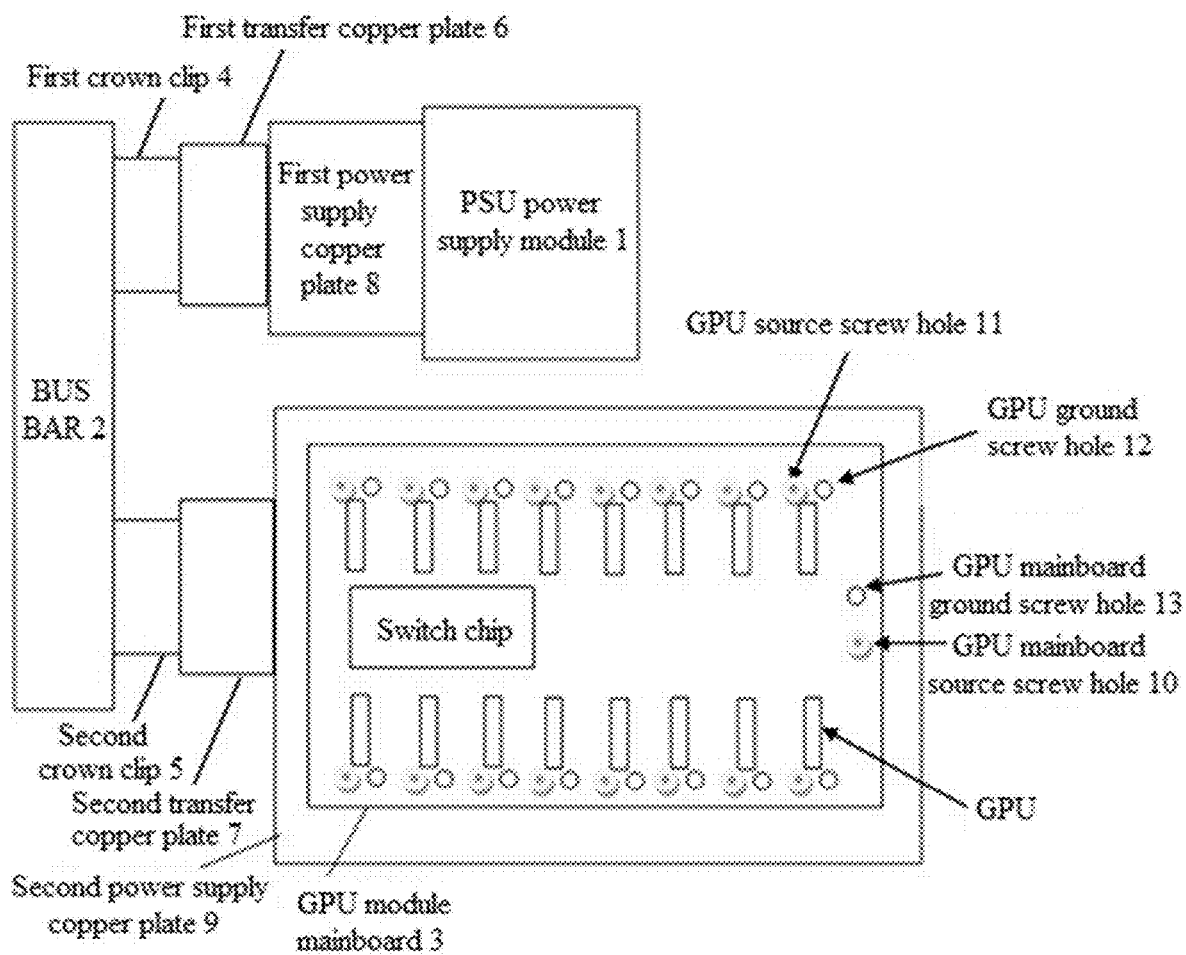 First transfer copper plate 6
First crown clip 4
First power
supply
copper
plate 8
PSU power
supply module 1
BUS
BAR 2
GPU source screw hole 11
GPU ground
screw hole 12
GPU mainboard
ground screw hole 13
GPU mainboard
source screw hole 10
Switch chip
Second
crown clip 5
Second transfer
copper plate 7
GPU
Second power supply
copper plate 9
GPU module
mainboard 3